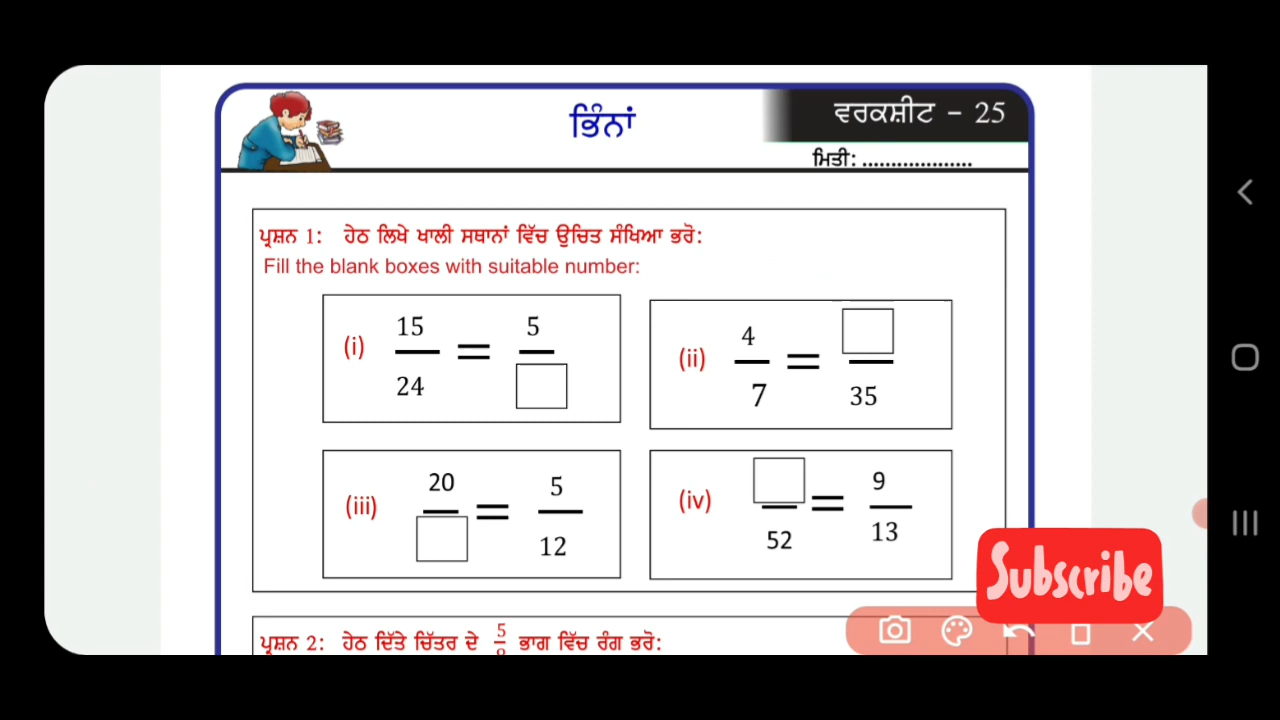 ਭਿੰਨਾਂ
ਵਰਕਸ਼ੀਟ - 25
ਮਿਤੀ: ...................
ਪ੍ਰਸ਼ਨ 1: ਹੇਠ ਲਿਖੇ ਖਾਲੀ ਸਥਾਨਾਂ ਵਿੱਚ ਉਚਿਤ ਸੰਖਿਆ ਭਰੋ:
Fill the blank boxes with suitable number:
(i) 15/24 = 5/□
(ii) 4/7 = □/35
(iii) 20/□ = 5/12
(iv) □/52 = 9/13
Subscribe
ਪ੍ਰਸ਼ਨ 2: ਹੇਠ ਦਿੱਤੇ ਚਿੱਤਰ ਦੇ 5/ ਭਾਗ ਵਿੱਚ ਰੰਗ ਭਰੋ: